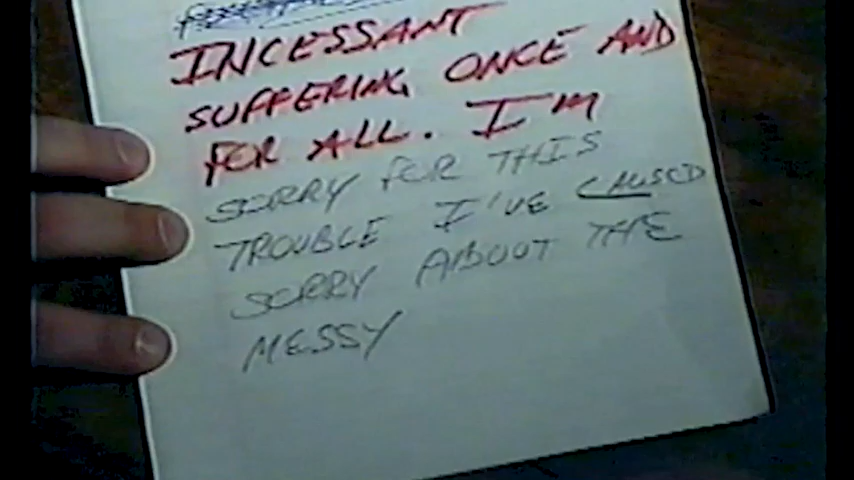 INCESSANT
SUFFERING ONCE AND
FOR ALL. I'M
SORRY FOR THIS
TROUBLE I'VE CAUSED
SORRY ABOUT THE
MESSY